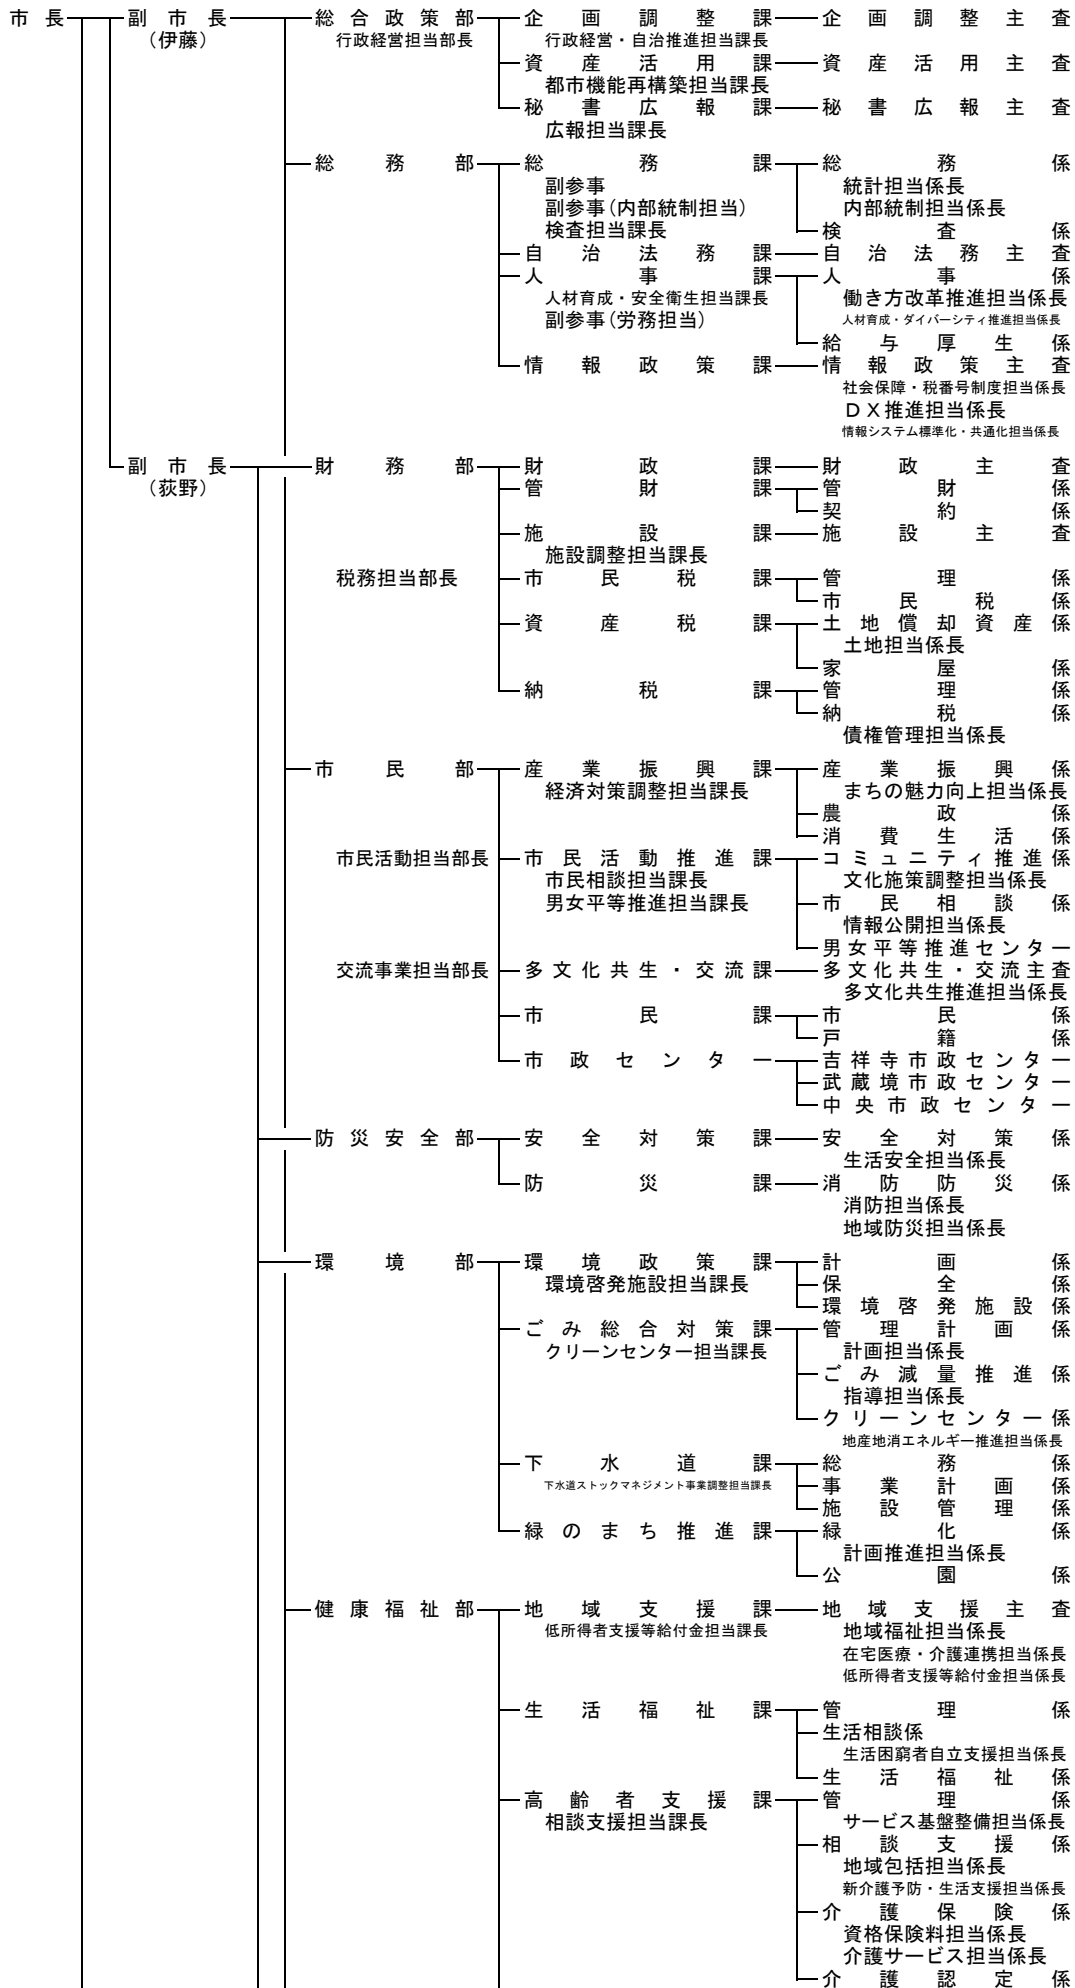 市長 副市長 総合政策部 企画調整課 企画調整主査
（伊藤） 行政経営担当部長 行政経営・自治推進担当課長
資産活用課 資産活用主査
都市機能再構築担当課長
秘書広報課 秘書広報主査
広報担当課長
総務部 総務課 総務係
副参事 統計担当係長
副参事（内部統制担当） 内部統制担当係長
検査担当課長 検査係
自治法務課 自治法務主査
人事課 人事係
人材育成・安全衛生担当課長 働き方改革推進担当係長
副参事（労務担当） 人材育成・ダイバーシティ推進担当係長
給与厚生係
情報政策課 情報政策主査
社会保障・税番号制度担当係長
ＤＸ推進担当係長
情報システム標準化・共通化担当係長
副市長 財務部 財政課 財政主査
（荻野） 管財課 管財係
契約係
施設課 施設主査
施設調整担当課長
税務担当部長 市民税課 管理係
市民税係
資産税課 土地償却資産係
土地担当係長
家屋係
納税課 管理係
納税係
債権管理担当係長
市民部 産業振興課 産業振興係
経済対策調整担当課長 まちの魅力向上担当係長
農政係
消費生活係
市民活動担当部長 市民活動推進課 コミュニティ推進係
市民相談担当課長 文化施策調整担当係長
男女平等推進担当課長 市民相談係
情報公開担当係長
男女平等推進センター
交流事業担当部長 多文化共生・交流課 多文化共生・交流主査
多文化共生推進担当係長
市民課 市民係
戸籍係
市政センター 吉祥寺市政センター
武蔵境市政センター
中央市政センター
防災安全部 安全対策課 安全対策係
生活安全担当係長
防災課 消防防災係
消防担当係長
地域防災担当係長
環境部 環境政策課 計画係
環境啓発施設担当課長 保全係
環境啓発施設係
ごみ総合対策課 管理計画係
クリーンセンター担当課長 計画担当係長
ごみ減量推進係
指導担当係長
クリーンセンター係
地産地消エネルギー推進担当係長
下水道課 総務係
下水道ストックマネジメント事業調整担当課長 事業計画係
施設管理係
緑のまち推進課 緑化係
計画推進担当係長
公園係
健康福祉部 地域支援課 地域支援主査
低所得者支援等給付金担当課長 地域福祉担当係長
在宅医療・介護連携担当係長
低所得者支援等給付金担当係長
生活福祉課 管理係
生活相談係
生活困窮者自立支援担当係長
生活福祉係
高齢者支援課 管理係
相談支援担当課長 サービス基盤整備担当係長
相談支援係
地域包括担当係長
新介護予防・生活支援担当係長
介護保険係
資格保険料担当係長
介護サービス担当係長
介護認定係